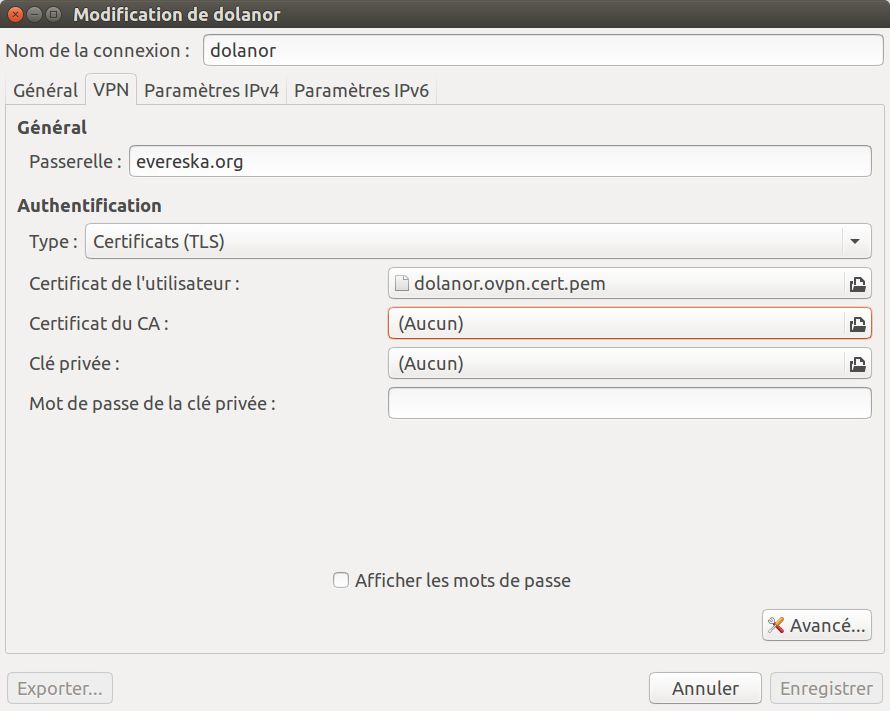 Modification de dolanor
Nom de la connexion : dolanor
Général VPN Paramètres IPv4 Paramètres IPv6
Général
Passerelle : evereska.org
Authentification
Type : Certificats (TLS)
Certificat de l'utilisateur : dolanor.ovpn.cert.pem
Certificat du CA : (Aucun)
Clé privée : (Aucun)
Mot de passe de la clé privée :
Afficher les mots de passe
Avancé...
Exporter... Annuler Enregistrer